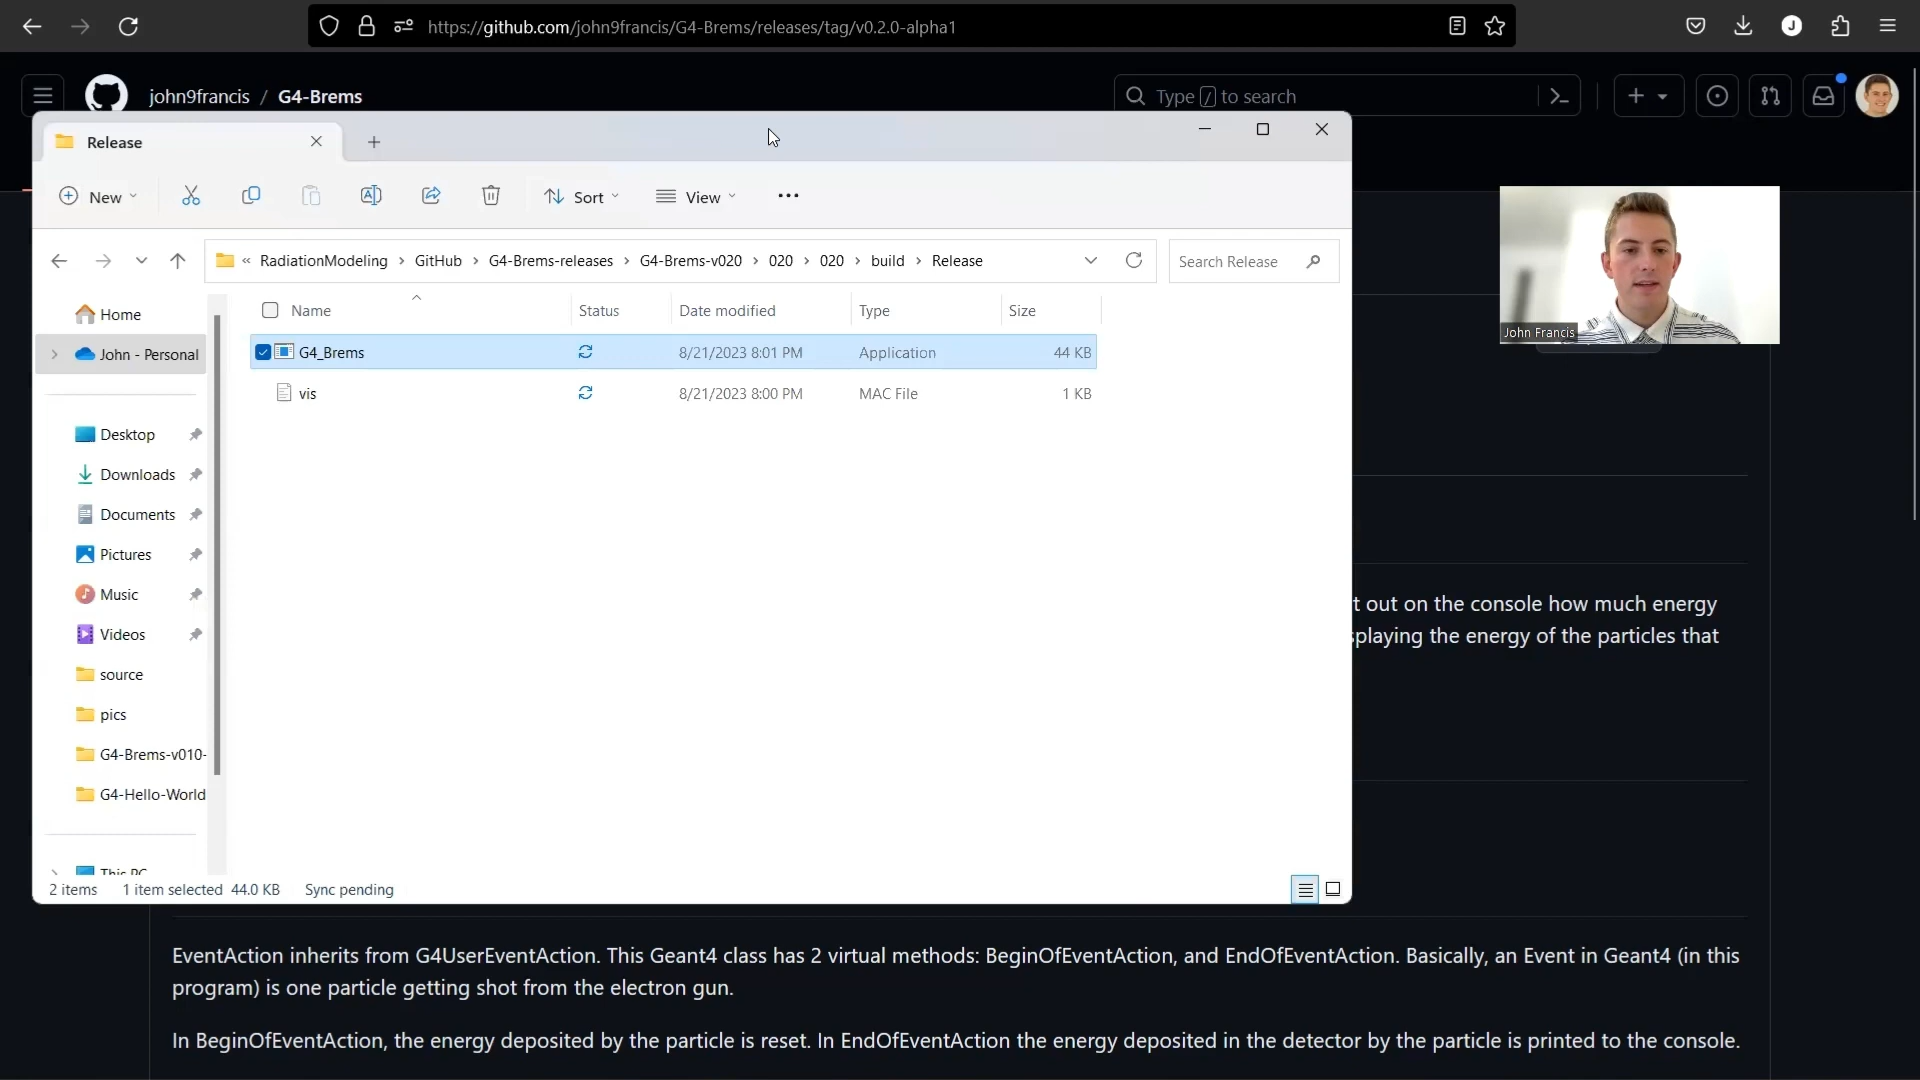 https://github.com/john9francis/G4-Brems/releases/tag/v0.2.0-alpha1
J
john9francis / G4-Brems
Type / to search
Release
New
Sort
View
« RadiationModeling > GitHub > G4-Brems-releases > G4-Brems-v020 > 020 > 020 > build > Release
Search Release
Home
John - Personal
Desktop
Downloads
Documents
Pictures
Music
Videos
source
pics
G4-Brems-v010-
G4-Hello-World
This PC
Name Status Date modified Type Size
G4_Brems 8/21/2023 8:01 PM Application 44 KB
vis 8/21/2023 8:00 PM MAC File 1 KB
2 items 1 item selected 44.0 KB Sync pending
John Francis
t out on the console how much energy
splaying the energy of the particles that
EventAction inherits from G4UserEventAction. This Geant4 class has 2 virtual methods: BeginOfEventAction, and EndOfEventAction. Basically, an Event in Geant4 (in this
program) is one particle getting shot from the electron gun.
In BeginOfEventAction, the energy deposited by the particle is reset. In EndOfEventAction the energy deposited in the detector by the particle is printed to the console.